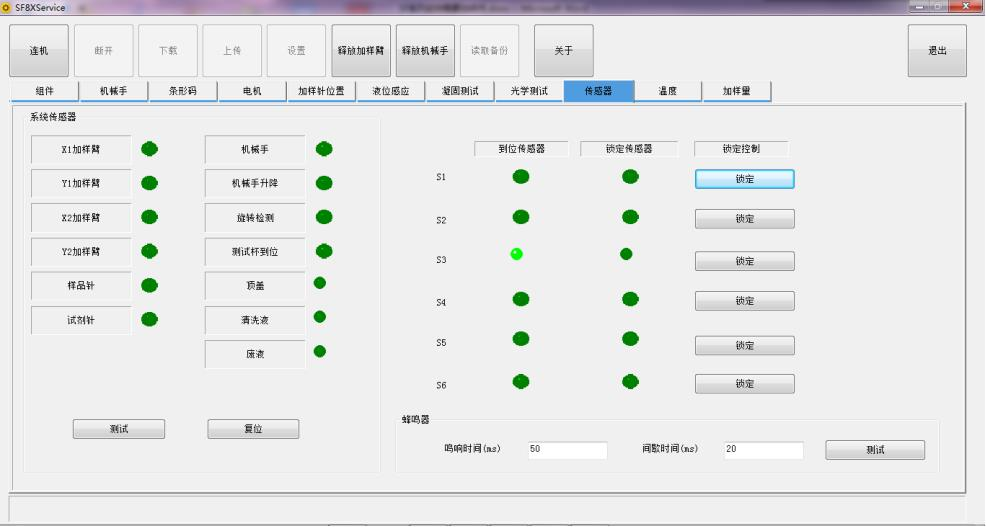 SF8XService
连机 断开 下载 上传 设置 释放加样臂 释放机械手 读取备份 关于 退出
组件 机械手 条形码 电机 加样针位置 液位感应 凝固测试 光学测试 传感器 温度 加样量
系统传感器
X1加样臂 机械手
Y1加样臂 机械手升降
X2加样臂 旋转检测
Y2加样臂 测试杯到位
样品针 顶盖
试剂针 清洗液
废液
测试 复位
到位传感器 锁定传感器 锁定控制
S1 锁定
S2 锁定
S3 锁定
S4 锁定
S5 锁定
S6 锁定
蜂鸣器
鸣响时间(ms) 50 间歇时间(ms) 20 测试